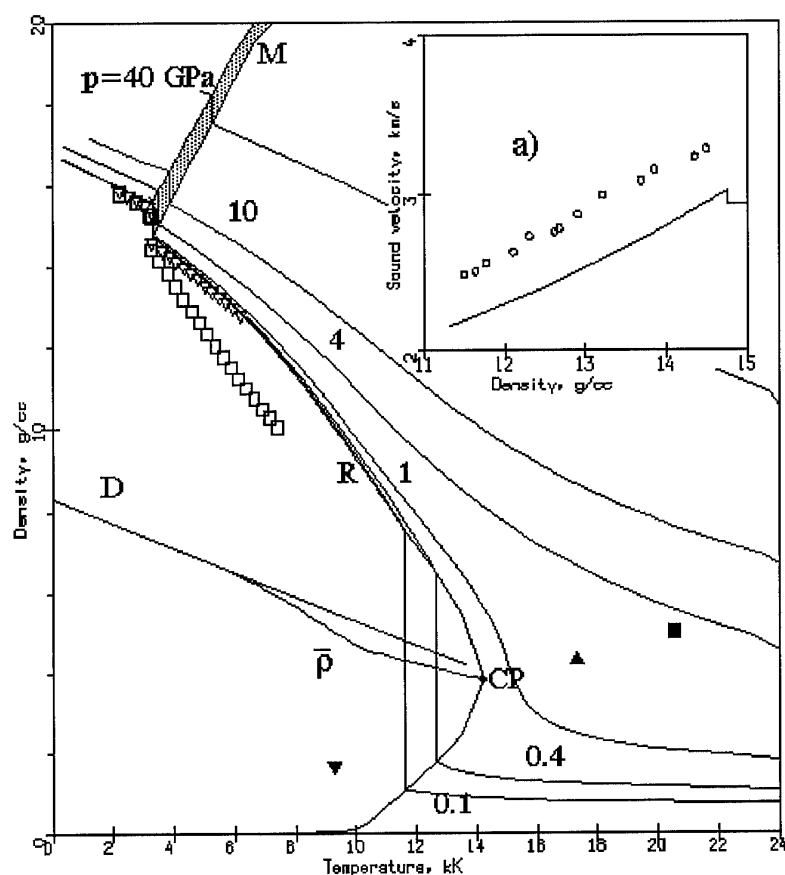 20
M
p=40 GPa
4
a)
Sound velocity, km/s
3
2
11 12 13 14 15
Density, g/cc
10
4
10
Density, g/cc
R
1
D
ρ̅
CP
0.4
0.1
0
0 2 4 6 8 10 12 14 16 18 20 22 24
Temperature, kK